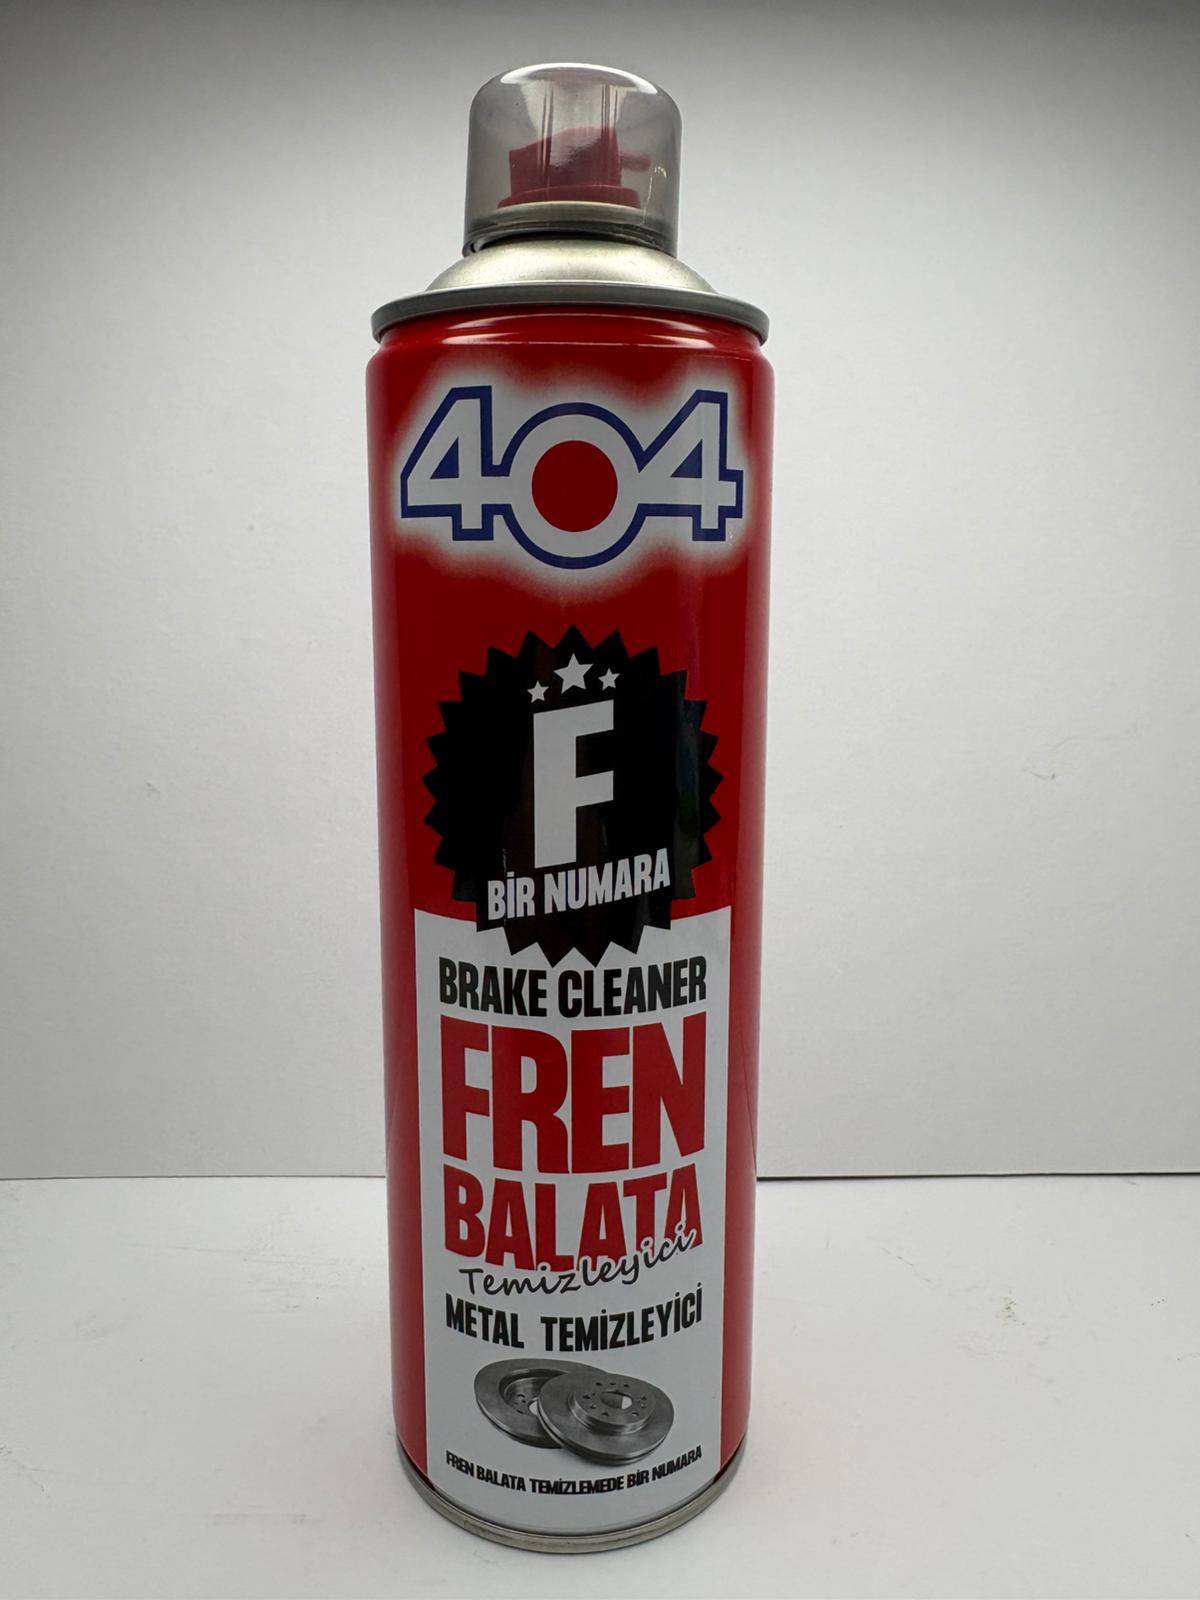 404
F
BİR NUMARA
BRAKE CLEANER
FREN
BALATA
Temizleyici
METAL TEMİZLEYİCİ
FREN BALATA TEMİZLEMEDE BİR NUMARA